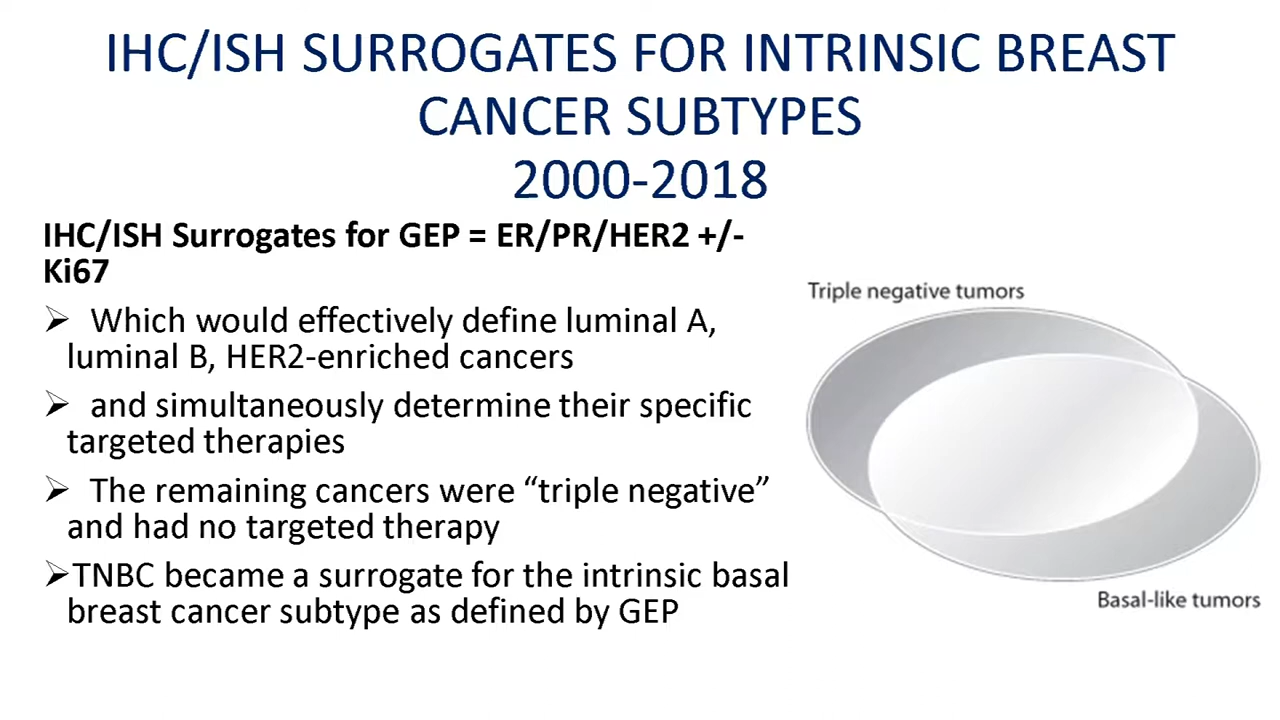 IHC/ISH SURROGATES FOR INTRINSIC BREAST
CANCER SUBTYPES
2000-2018
IHC/ISH Surrogates for GEP = ER/PR/HER2 +/-
Ki67
➢ Which would effectively define luminal A,
luminal B, HER2-enriched cancers
➢ and simultaneously determine their specific
targeted therapies
➢ The remaining cancers were “triple negative”
and had no targeted therapy
➢TNBC became a surrogate for the intrinsic basal
breast cancer subtype as defined by GEP
Triple negative tumors
Basal-like tumors